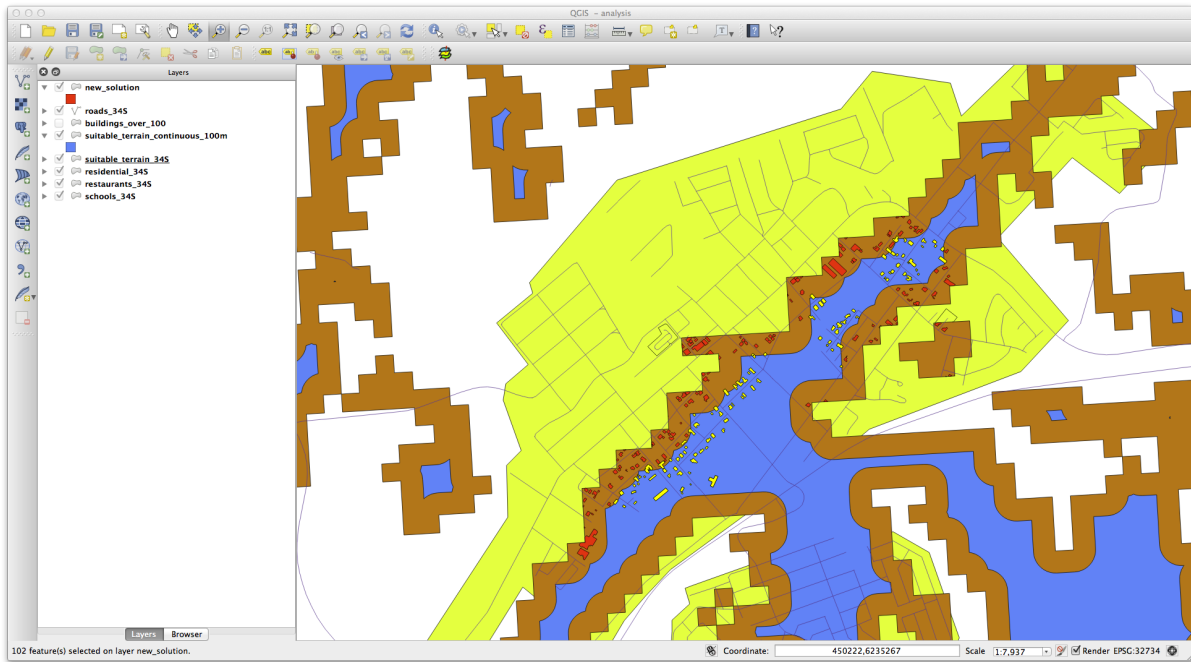 QGIS - analysis
Layers
new_solution
roads_34S
buildings_over_100
suitable_terrain_continuous_100m
suitable_terrain_34S
residential_34S
restaurants_34S
schools_34S
Layers
Browser
102 feature(s) selected on layer new_solution.
Coordinate:
450222,6235267
Scale
1:7,937
Render
EPSG:32734